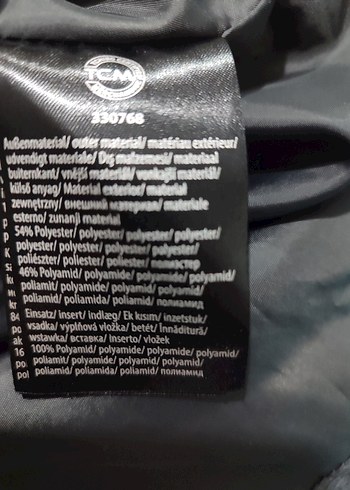 TCM
330768
Außenmaterial/ outer material/ matériau extérieur/
udvendigt materiale/ Dış malzemesi/ materiaal
buitenkant/ vnější materiál/ vonkajší materiál/
külső anyag/ Material exterior/ materiał
zewnętrzny/ внешний материал/ materiale
esterno/ zunanji material
54% Polyester/ polyester/ polyester/ polyester/
polyester/ polyester/ polyester/ polyester/
poliészter/ poliester/ poliester/
46% Polyamid/ polyamide/ polyamide/ polyamid/
poliamit/ polyamide/ polyamid/ polyamid/
poliamid/ poliamida/ poliamid/ полиамид
Einsatz/ insert/ indlæg/ Ek kısım/ inzetstuk/
vsadka/ výplňová vložka/ betét/ Înnăditură/
wstawka/ вставка/ Inserto/ vložek
100% Polyamid/ polyamide/ polyamide/ polyamid/
poliamit/ polyamide/ polyamid/ polyamid/
poliamid/ poliamida/ poliamid/ полиамид